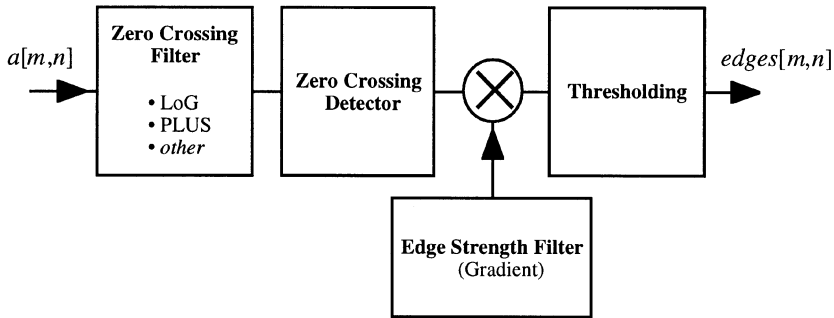 a[m,n]
Zero Crossing
Filter
• LoG
• PLUS
• other
Zero Crossing
Detector
Thresholding
edges[m,n]
Edge Strength Filter
(Gradient)